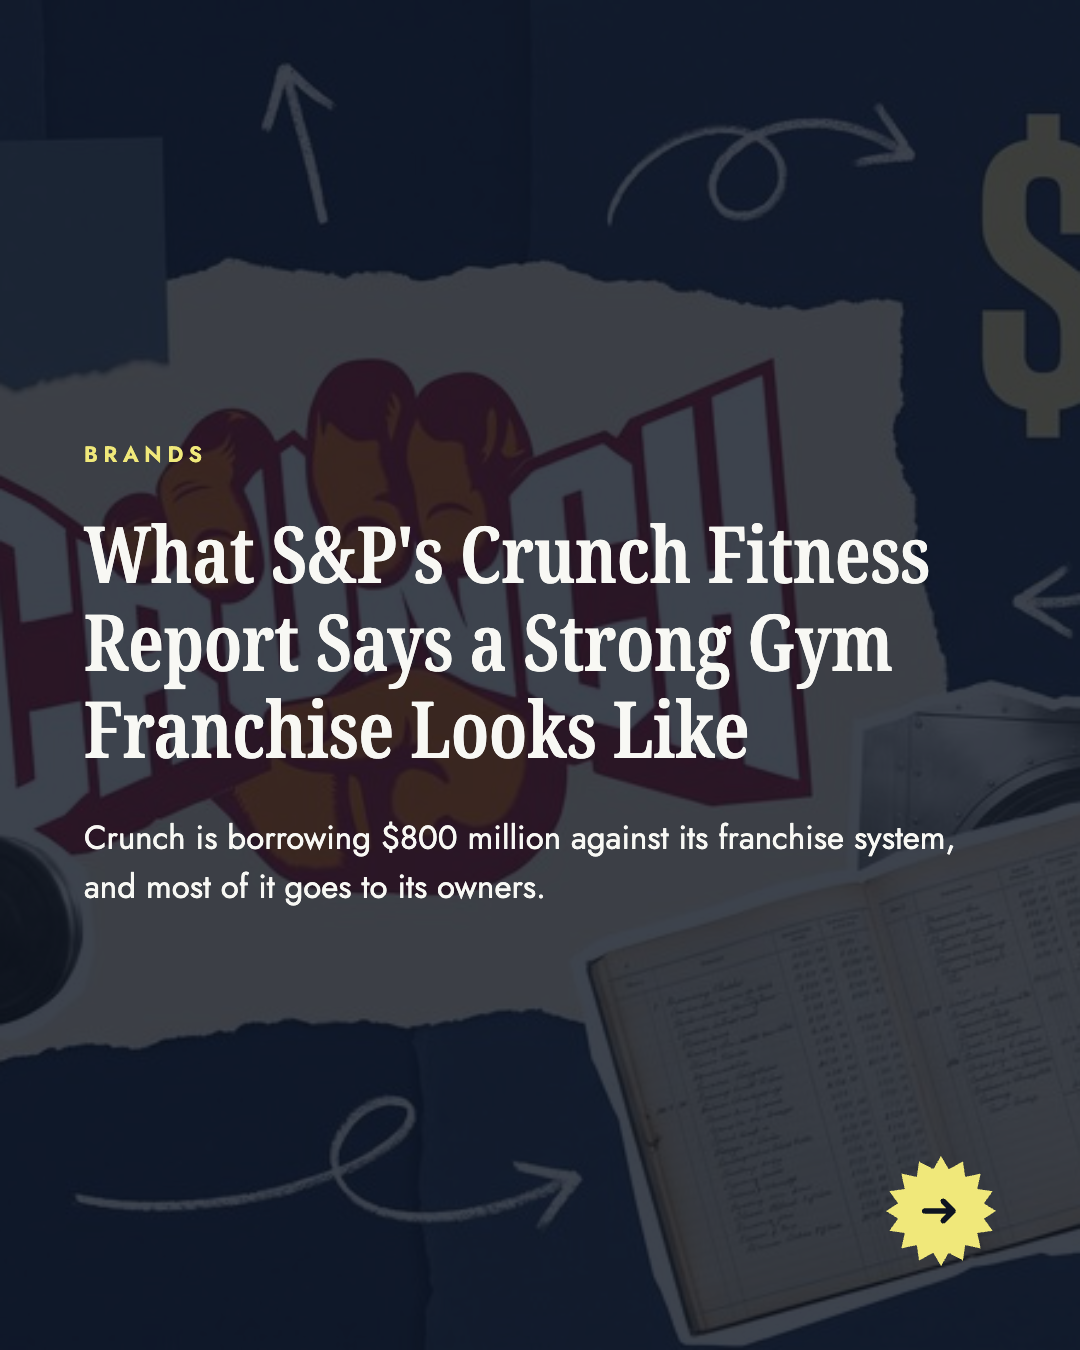 $
CRUNCH
BRANDS
What S&P's Crunch Fitness
Report Says a Strong Gym
Franchise Looks Like
Crunch is borrowing $800 million against its franchise system,
and most of it goes to its owners.